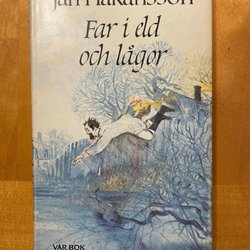 Jan Håkansson
Far i eld
och lågor
VÅR BOK